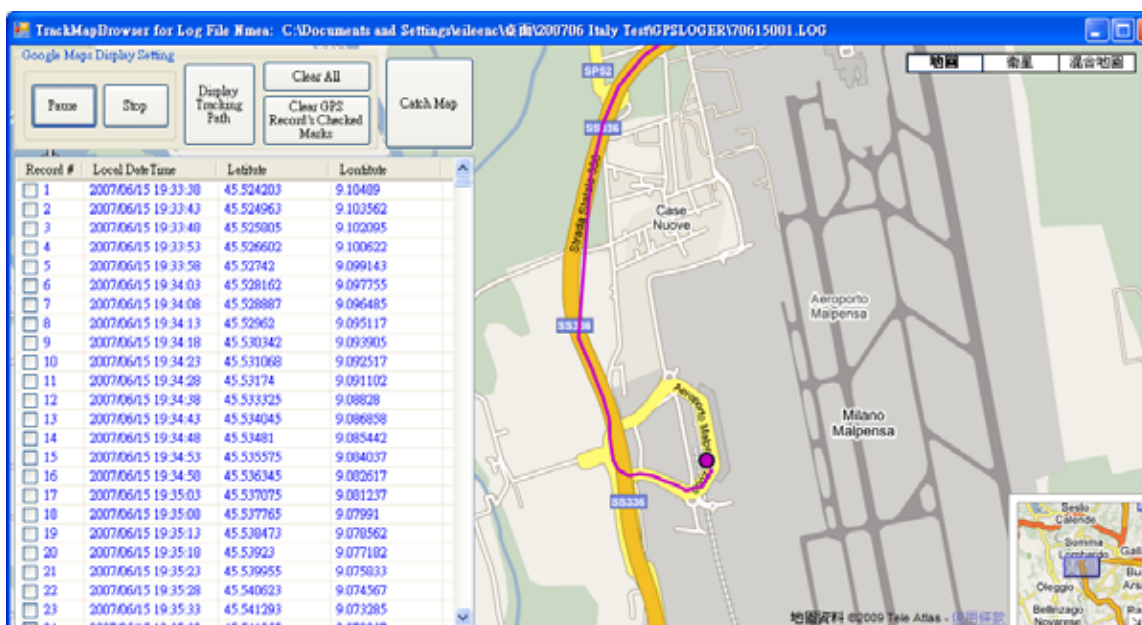 TrackMapBrowser for Log File Nmea: C:\Documents and Settings\eileenc\桌面\200706 Italy Test\GPSLOGER\70615001.LOG
Google Maps Display Setting
Pause
Stop
Display Tracking Path
Clear All
Clear GPS Record's Checked Marks
Catch Map
地圖 衛星 混合地圖
Record # Local DateTime Latitute Lontitute
1 2007/06/15 19:33:38 45.524203 9.10489
2 2007/06/15 19:33:43 45.524963 9.103562
3 2007/06/15 19:33:48 45.525805 9.102095
4 2007/06/15 19:33:53 45.526602 9.100622
5 2007/06/15 19:33:58 45.52742 9.099143
6 2007/06/15 19:34:03 45.528162 9.097755
7 2007/06/15 19:34:08 45.528887 9.096485
8 2007/06/15 19:34:13 45.52962 9.095117
9 2007/06/15 19:34:18 45.530342 9.093905
10 2007/06/15 19:34:23 45.531068 9.092517
11 2007/06/15 19:34:28 45.53174 9.091102
12 2007/06/15 19:34:38 45.533325 9.08828
13 2007/06/15 19:34:43 45.534045 9.086858
14 2007/06/15 19:34:48 45.53481 9.085442
15 2007/06/15 19:34:53 45.535575 9.084037
16 2007/06/15 19:34:58 45.536345 9.082617
17 2007/06/15 19:35:03 45.537075 9.081237
18 2007/06/15 19:35:08 45.537765 9.07991
19 2007/06/15 19:35:13 45.538473 9.078562
20 2007/06/15 19:35:18 45.53923 9.077182
21 2007/06/15 19:35:23 45.539955 9.075833
22 2007/06/15 19:35:28 45.540623 9.074567
23 2007/06/15 19:35:33 45.541293 9.073285
SP52
SS336
Strada Statale
Case
Nuove
SS336
Aeroporto
Malpensa
Aeroporto
Milano
Malpensa
SS336
Sesto
Calende
Somma
Lombardo
Oleggio
Bellinzago
Novarese
地圖資料 ©2009 Tele Atlas - 使用條款